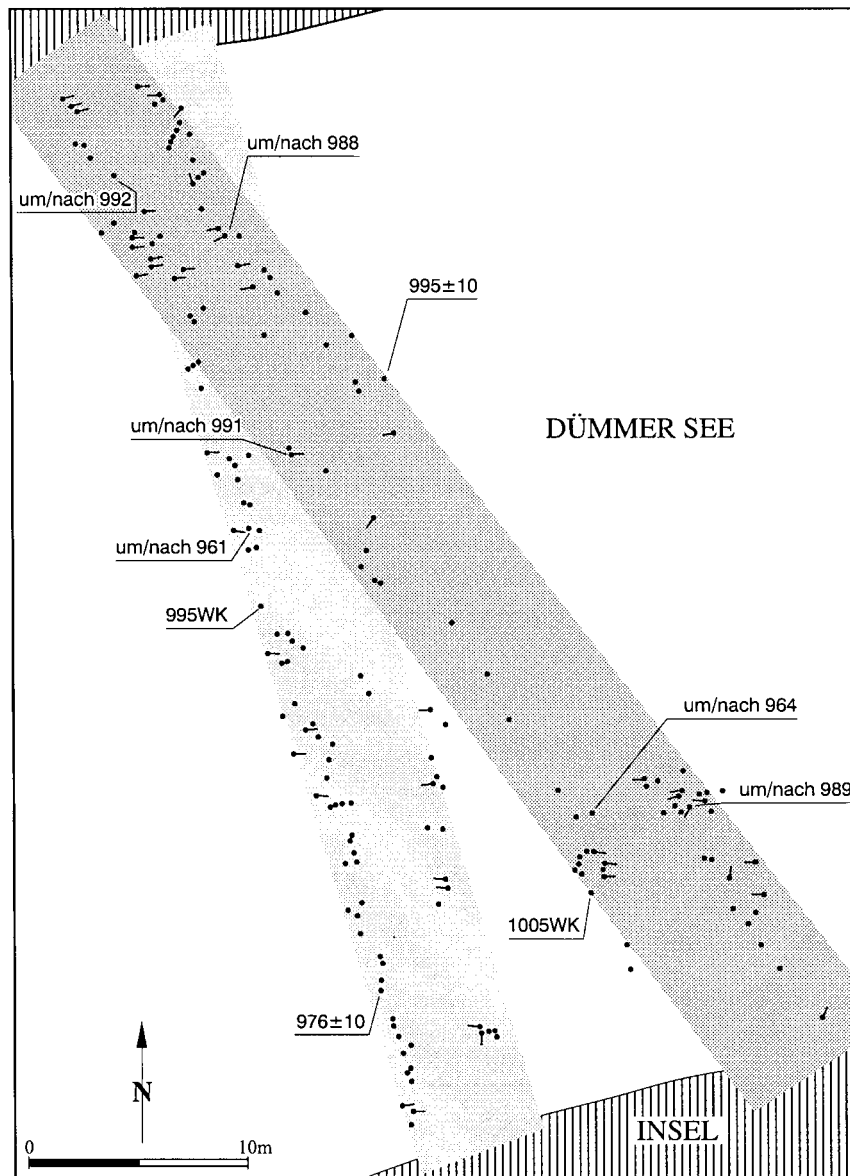 um/nach 988
um/nach 992
995±10
um/nach 991
DÜMMER SEE
um/nach 961
995WK
um/nach 964
um/nach 989
1005WK
976±10
N
0 10m
INSEL